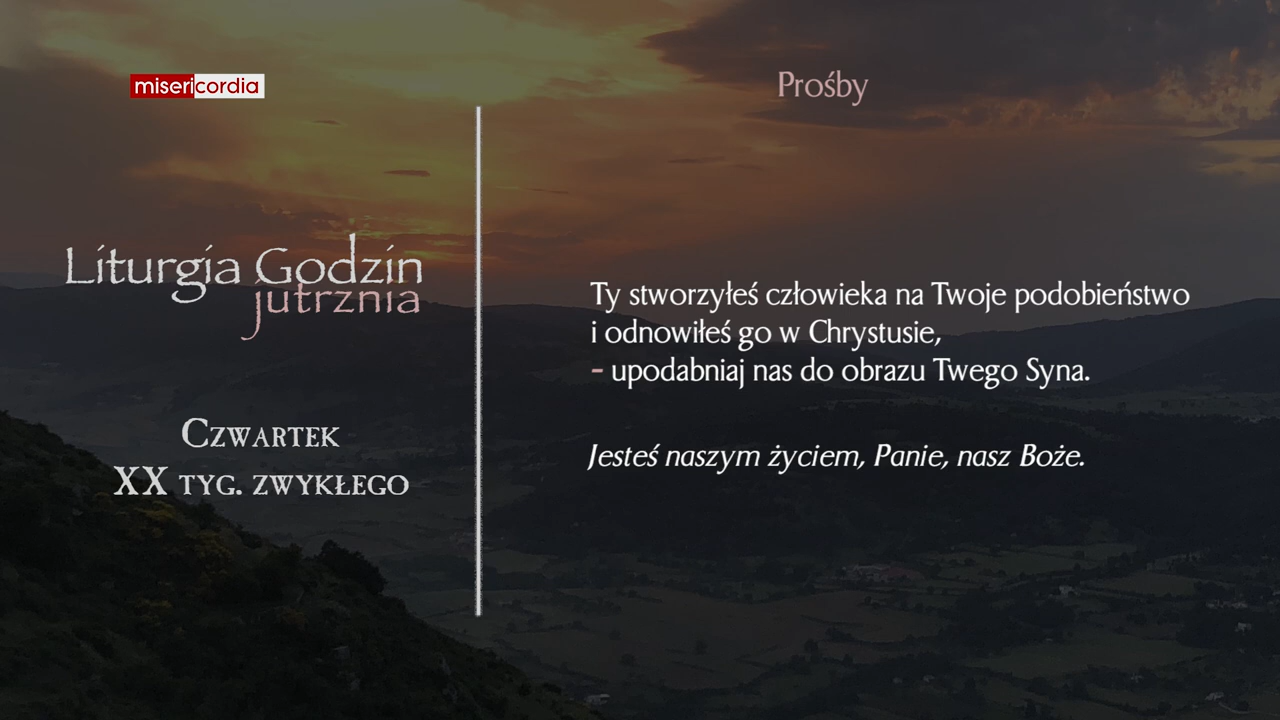 misericordia
Prośby
Liturgia Godzin
jutrznia
Czwartek
XX tyg. zwykłego
Ty stworzyłeś człowieka na Twoje podobieństwo
i odnowiłeś go w Chrystusie,
- upodabniaj nas do obrazu Twego Syna.
Jesteś naszym życiem, Panie, nasz Boże.